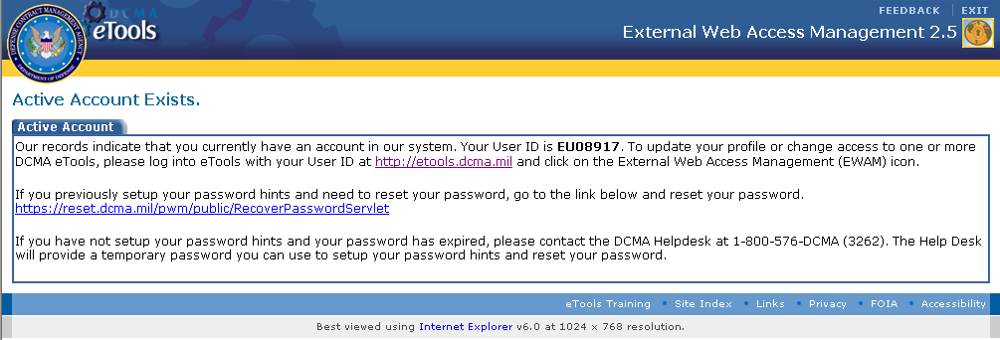 FEEDBACK | EXIT
DCMA
eTools
External Web Access Management 2.5
DEFENSE CONTRACT MANAGEMENT AGENCY
DEPARTMENT OF DEFENSE
Active Account Exists.
Active Account
Our records indicate that you currently have an account in our system. Your User ID is EU08917. To update your profile or change access to one or more
DCMA eTools, please log into eTools with your User ID at http://etools.dcma.mil and click on the External Web Access Management (EWAM) icon.
If you previously setup your password hints and need to reset your password, go to the link below and reset your password.
https://reset.dcma.mil/pwm/public/RecoverPasswordServlet
If you have not setup your password hints and your password has expired, please contact the DCMA Helpdesk at 1-800-576-DCMA (3262). The Help Desk
will provide a temporary password you can use to setup your password hints and reset your password.
eTools Training • Site Index • Links • Privacy • FOIA • Accessibility
Best viewed using Internet Explorer v6.0 at 1024 x 768 resolution.